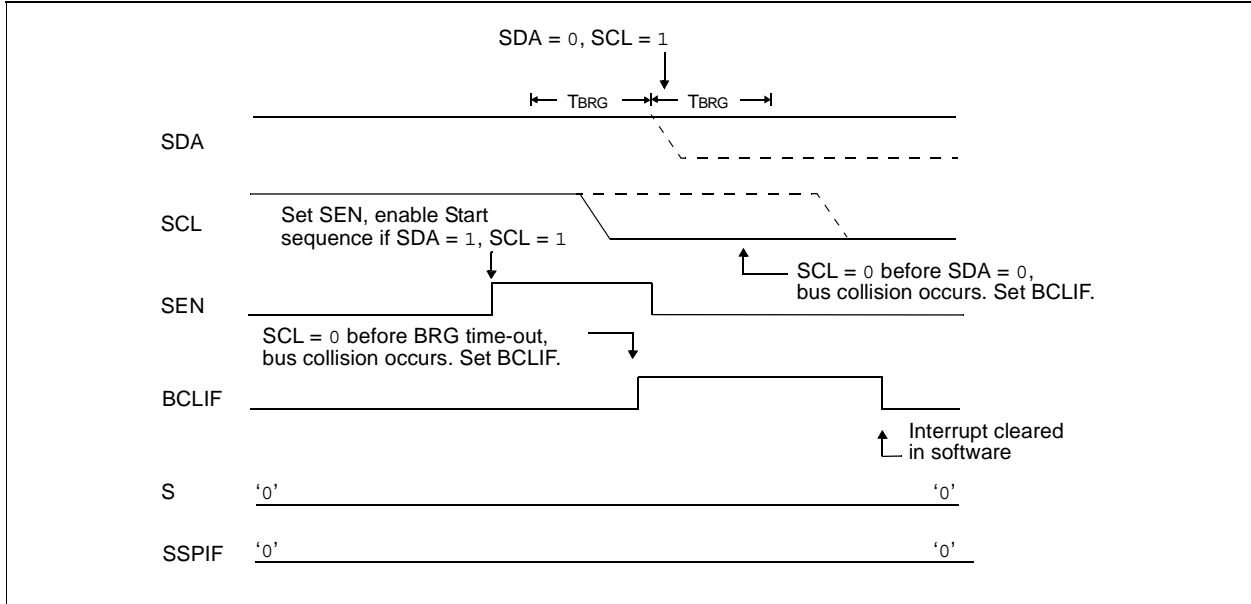 SDA = 0, SCL = 1
TBRG TBRG
SDA
SCL
Set SEN, enable Start
sequence if SDA = 1, SCL = 1
SCL = 0 before SDA = 0,
bus collision occurs. Set BCLIF.
SEN
SCL = 0 before BRG time-out,
bus collision occurs. Set BCLIF.
BCLIF
Interrupt cleared
in software
S ‘0’ ‘0’
SSPIF ‘0’ ‘0’